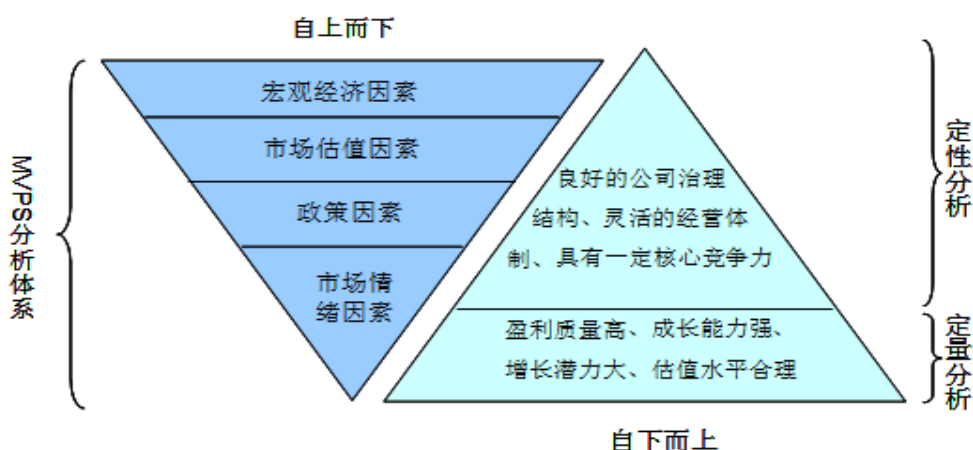 自上而下
宏观经济因素
市场估值因素
政策因素
市场情
绪因素
MVPS分析体系
良好的公司治理
结构、灵活的经营体
制、具有一定核心竞争力
盈利质量高、成长能力强、
增长潜力大、估值水平合理
定性分析
定量分析
自下而上